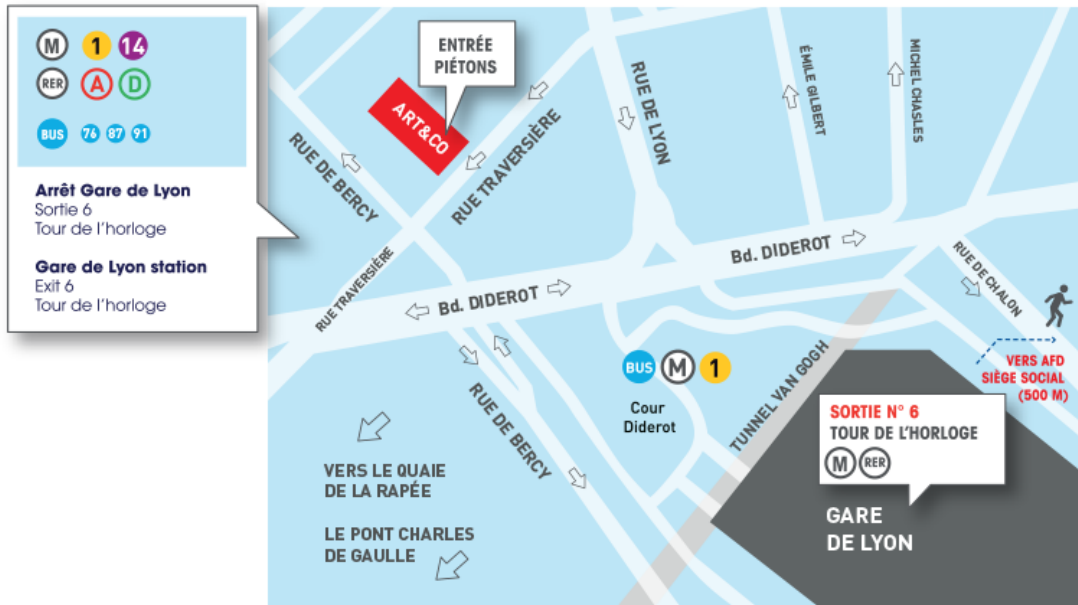 M 1 14
RER A D
BUS 76 87 91
Arrêt Gare de Lyon
Sortie 6
Tour de l'horloge
Gare de Lyon station
Exit 6
Tour de l'horloge
ENTRÉE
PIÉTONS
ART&CO
RUE DE BERCY
RUE TRAVERSIÈRE
RUE DE LYON
ÉMILE GILBERT
MICHEL CHASLES
RUE TRAVERSIÈRE
Bd. DIDEROT
Bd. DIDEROT
RUE DE CHALON
BUS M 1
Cour
Diderot
TUNNEL VAN GOGH
VERS AFD
SIÈGE SOCIAL
(500 M)
RUE DE BERCY
SORTIE N° 6
TOUR DE L'HORLOGE
M RER
GARE
DE LYON
VERS LE QUAIE
DE LA RAPÉE
LE PONT CHARLES
DE GAULLE